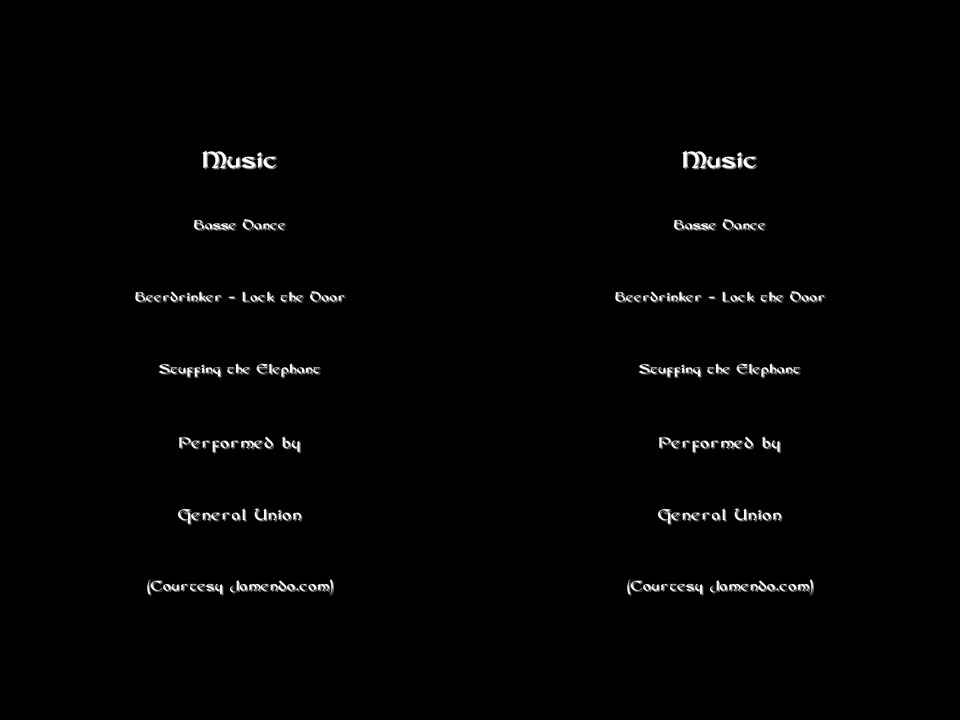 Music
Basse Dance
Beerdrinker - Lock the Door
Stuffing the Elephant
Performed by
General Union
(Courtesy Jamendo.com)
Music
Basse Dance
Beerdrinker - Lock the Door
Stuffing the Elephant
Performed by
General Union
(Courtesy Jamendo.com)